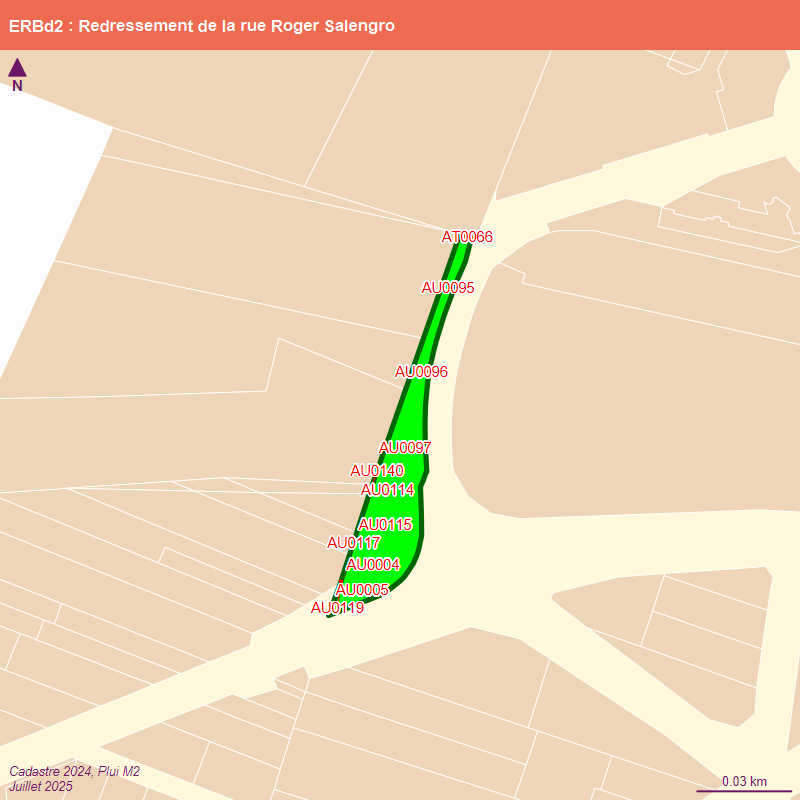 ERBd2 : Redressement de la rue Roger Salengro
N
AT0066
AU0095
AU0096
AU0097
AU0140
AU0114
AU0115
AU0117
AU0004
AU0005
AU0119
Cadastre 2024, Plui M2
Juillet 2025
0.03 km